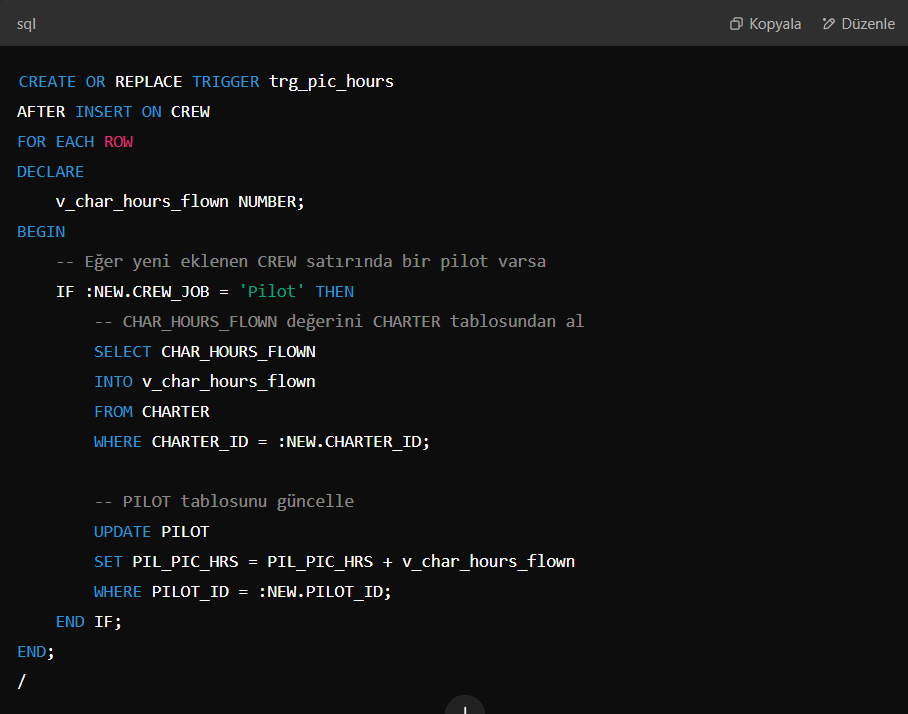 sql
Kopyala
Düzenle
CREATE OR REPLACE TRIGGER trg_pic_hours
AFTER INSERT ON CREW
FOR EACH ROW
DECLARE
    v_char_hours_flown NUMBER;
BEGIN
    -- Eğer yeni eklenen CREW satırında bir pilot varsa
    IF :NEW.CREW_JOB = 'Pilot' THEN
        -- CHAR_HOURS_FLOWN değerini CHARTER tablosundan al
        SELECT CHAR_HOURS_FLOWN
        INTO v_char_hours_flown
        FROM CHARTER
        WHERE CHARTER_ID = :NEW.CHARTER_ID;

        -- PILOT tablosunu güncelle
        UPDATE PILOT
        SET PIL_PIC_HRS = PIL_PIC_HRS + v_char_hours_flown
        WHERE PILOT_ID = :NEW.PILOT_ID;
    END IF;
END;
/